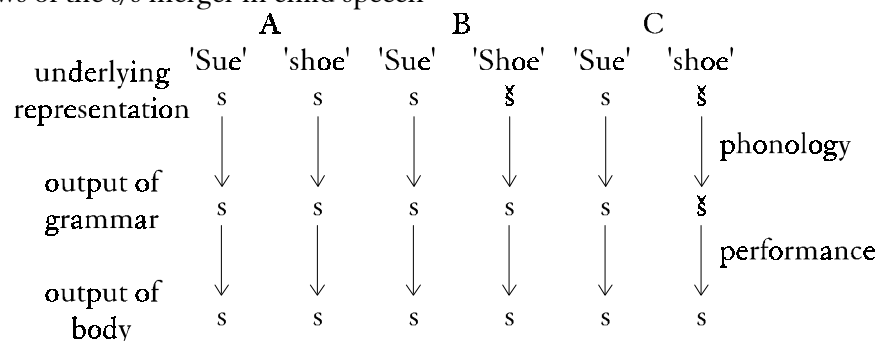 of the s/š merger in child speech
A B C
'Sue' 'shoe' 'Sue' 'Shoe' 'Sue' 'shoe'
underlying
representation s s s š s š
phonology
output of
grammar s s s s s š
performance
output of
body s s s s s s